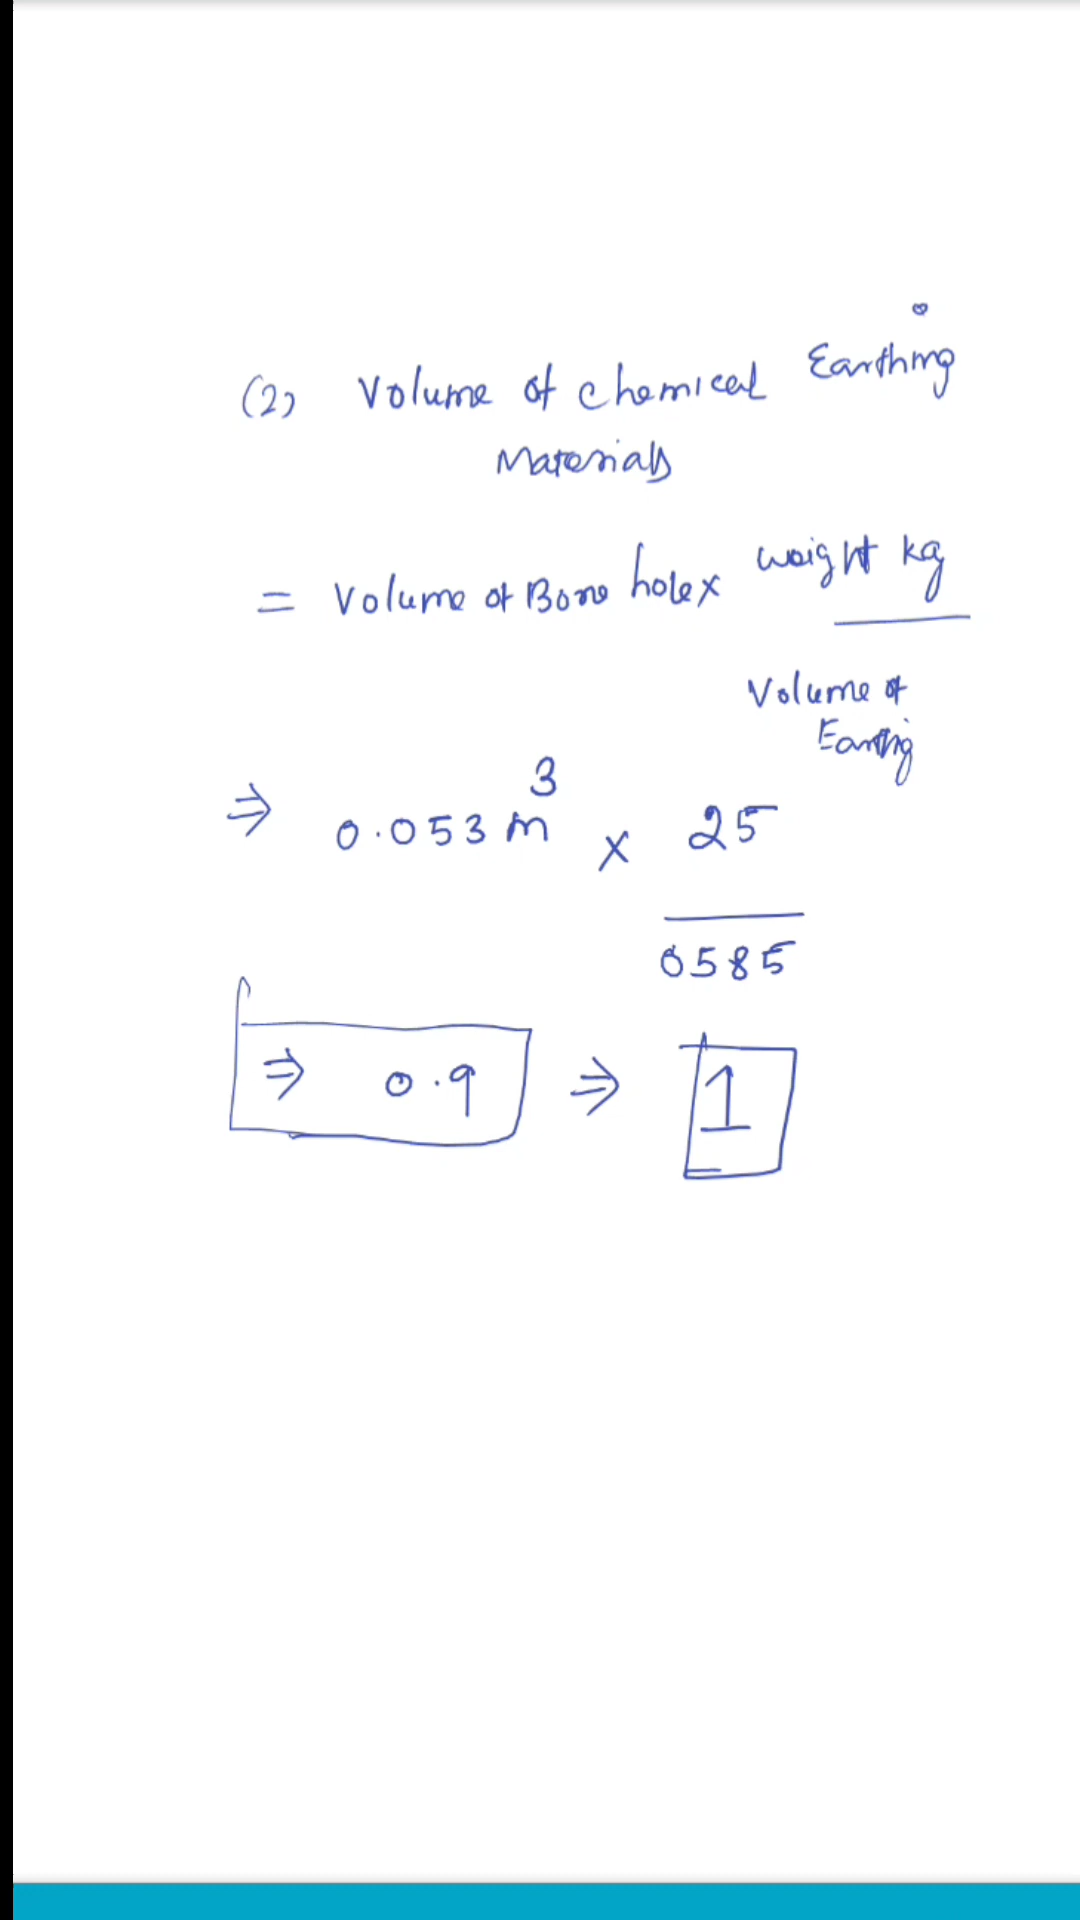 (2) Volume of chemical Earthing
Materials
= Volume of Bore hole x weight kg
Volume of
Earthig
⇒ 0.053 m³ x 25
0585
⇒ 0.9 ⇒ 1